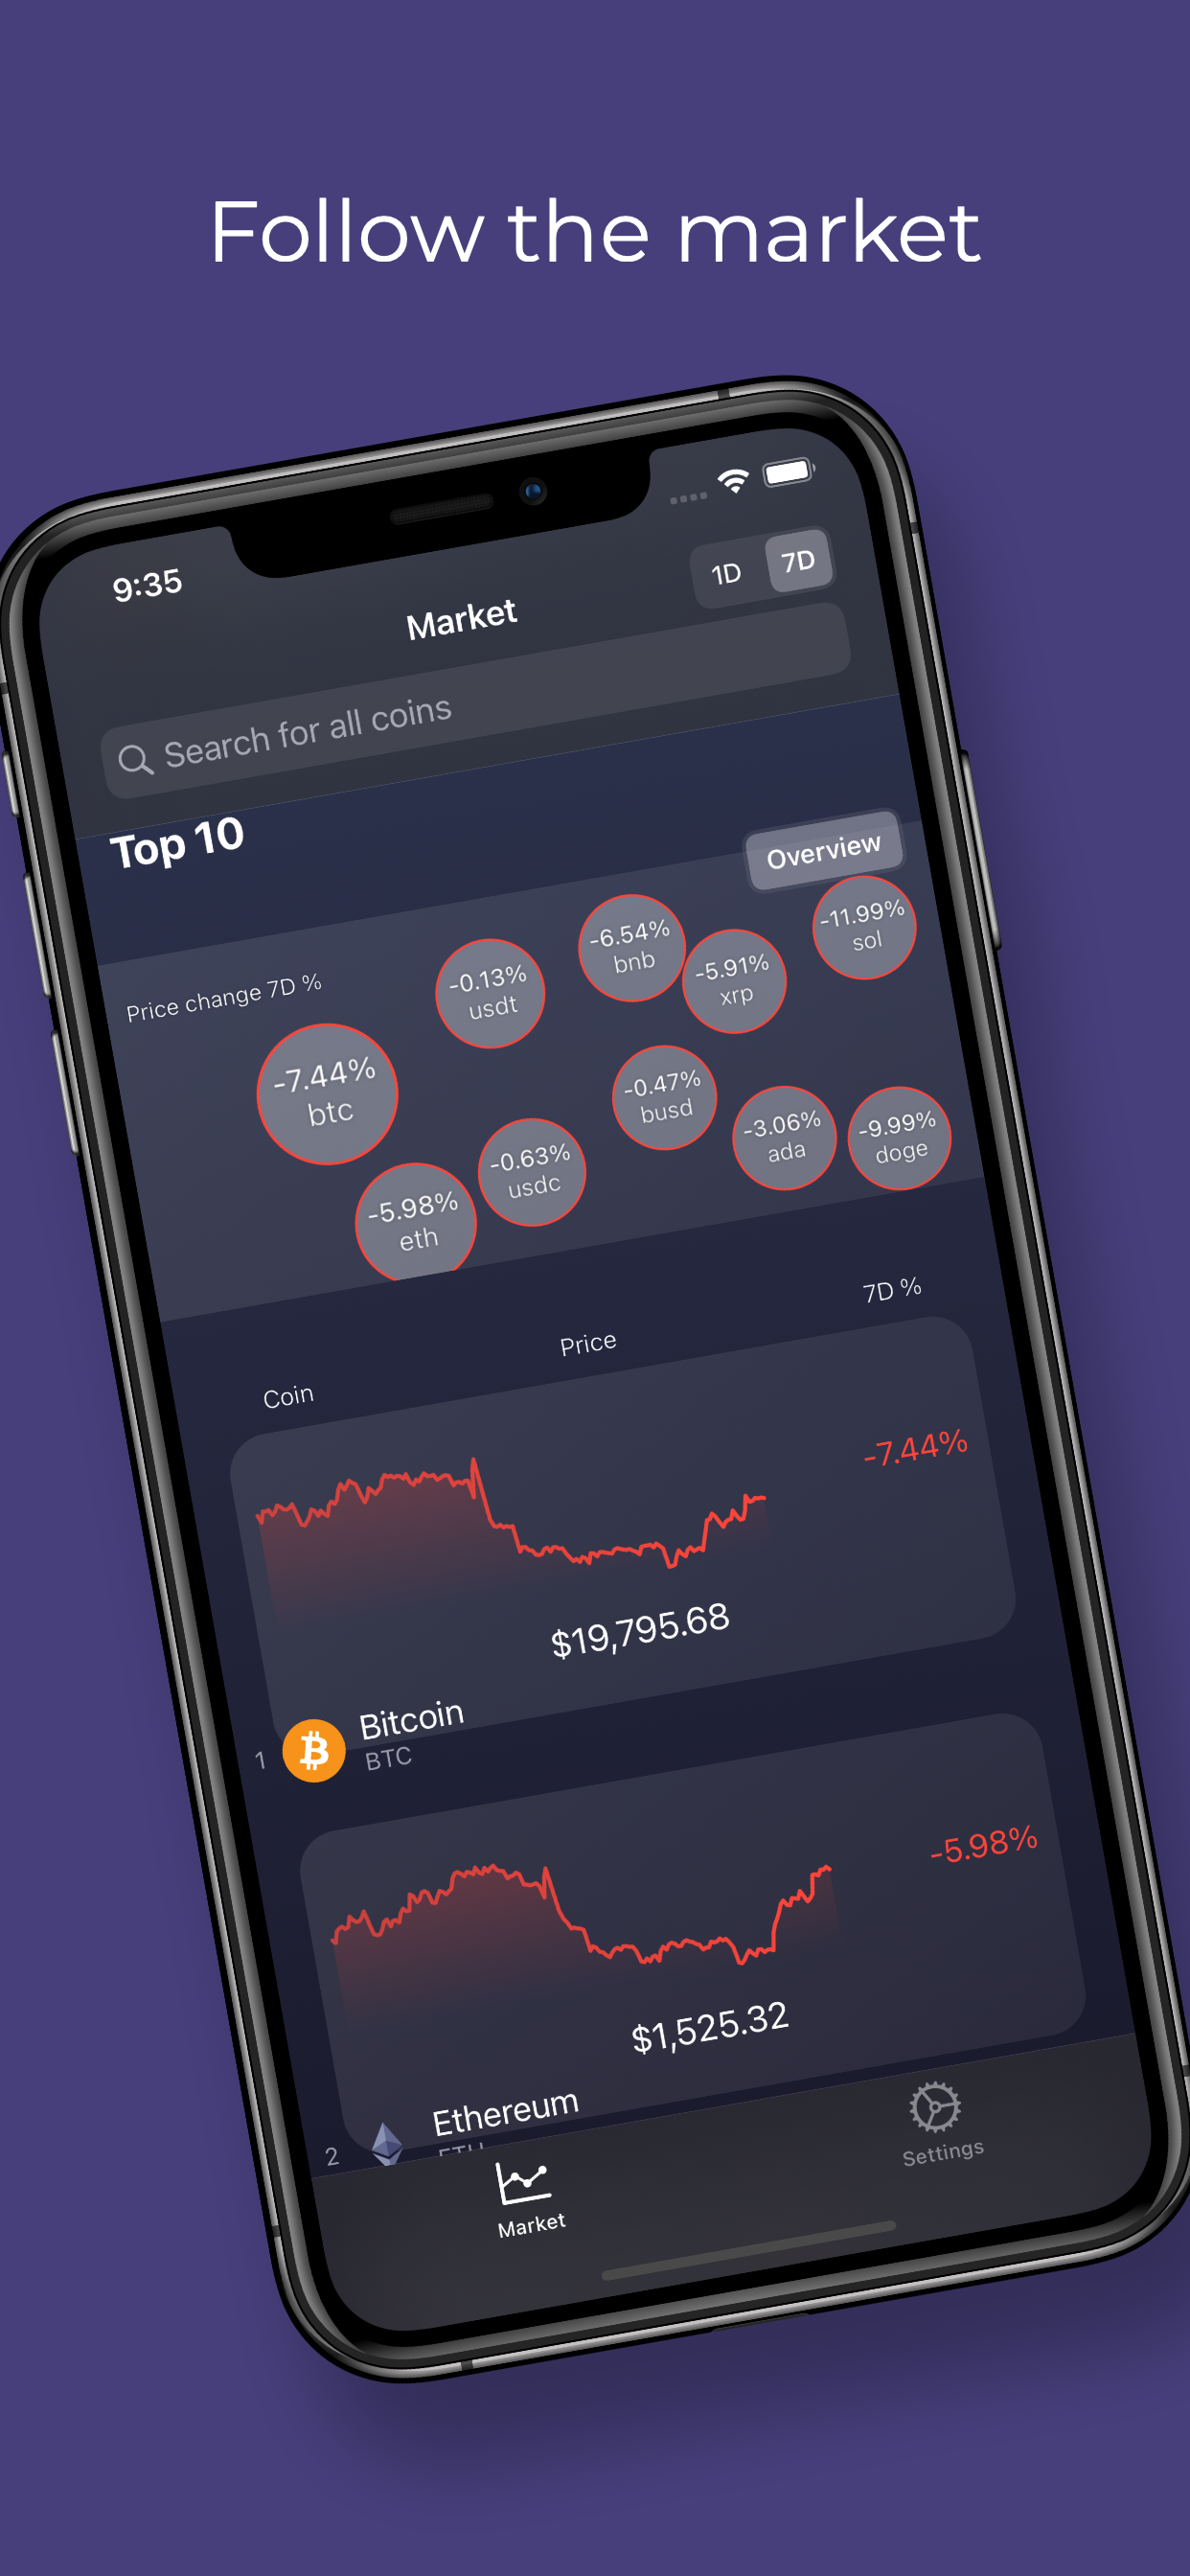 Follow the market
9:35
1D
7D
Market
Search for all coins
Top 10
Overview
Price change 7D %
-11.99%
sol
-6.54%
bnb
-5.91%
xrp
-0.13%
usdt
-7.44%
btc
-0.47%
busd
-3.06%
ada
-9.99%
doge
-0.63%
usdc
-5.98%
eth
Coin
Price
7D %
-7.44%
$19,795.68
1
Bitcoin
BTC
-5.98%
$1,525.32
2
Ethereum
Market
Settings